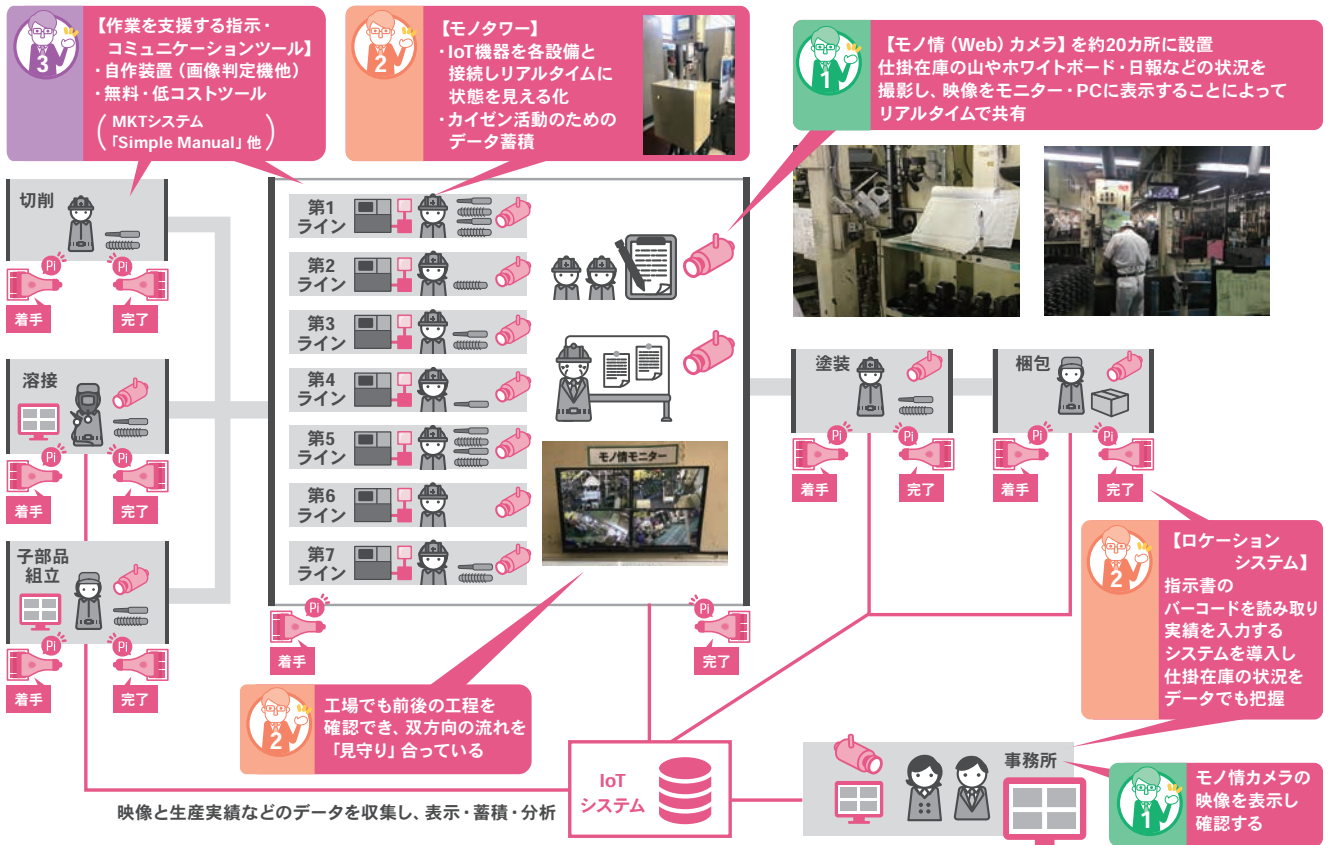 3
【作業を支援する指示・
コミュニケーションツール】
・自作装置（画像判定機他）
・無料・低コストツール
（MKTシステム
「Simple Manual」他）
2
【モノタワー】
・IoT機器を各設備と
接続しリアルタイムに
状態を見える化
・カイゼン活動のための
データ蓄積
1
【モノ情（Web）カメラ】を約20カ所に設置
仕掛在庫の山やホワイトボード・日報などの状況を
撮影し、映像をモニター・PCに表示することによって
リアルタイムで共有
切削
Pi
Pi
着手
完了
溶接
Pi
Pi
着手
完了
子部品
組立
Pi
Pi
着手
完了
第1
ライン
第2
ライン
第3
ライン
第4
ライン
第5
ライン
第6
ライン
第7
ライン
モノ情モニター
Pi
Pi
着手
完了
塗装
Pi
Pi
着手
完了
梱包
Pi
Pi
着手
完了
2
【ロケーション
システム】
指示書の
バーコードを読み取り
実績を入力する
システムを導入し
仕掛在庫の状況を
データでも把握
2
工場でも前後の工程を
確認でき、双方向の流れを
「見守り」合っている
IoT
システム
映像と生産実績などのデータを収集し、表示・蓄積・分析
事務所
1
モノ情カメラの
映像を表示し
確認する